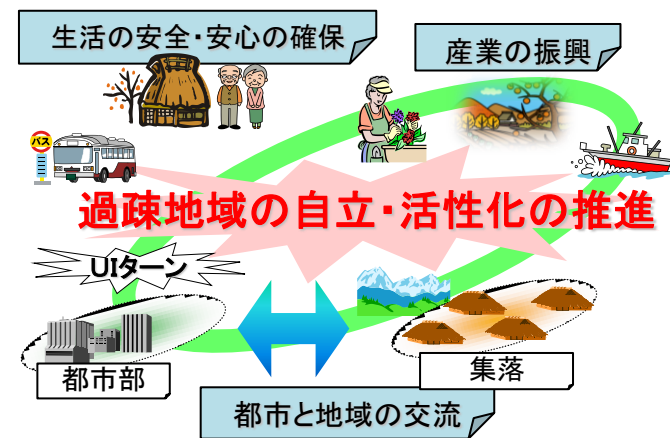 生活の安全・安心の確保
産業の振興
バス
過疎地域の自立・活性化の推進
UIターン
都市部
集落
都市と地域の交流